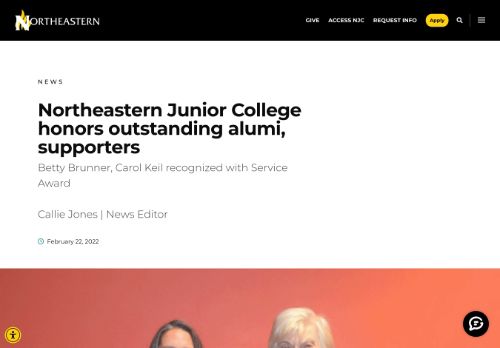 NORTHEASTERN
GIVE ACCESS NJC REQUEST INFO Apply
NEWS
Northeastern Junior College
honors outstanding alumi,
supporters
Betty Brunner, Carol Keil recognized with Service
Award
Callie Jones | News Editor
February 22, 2022